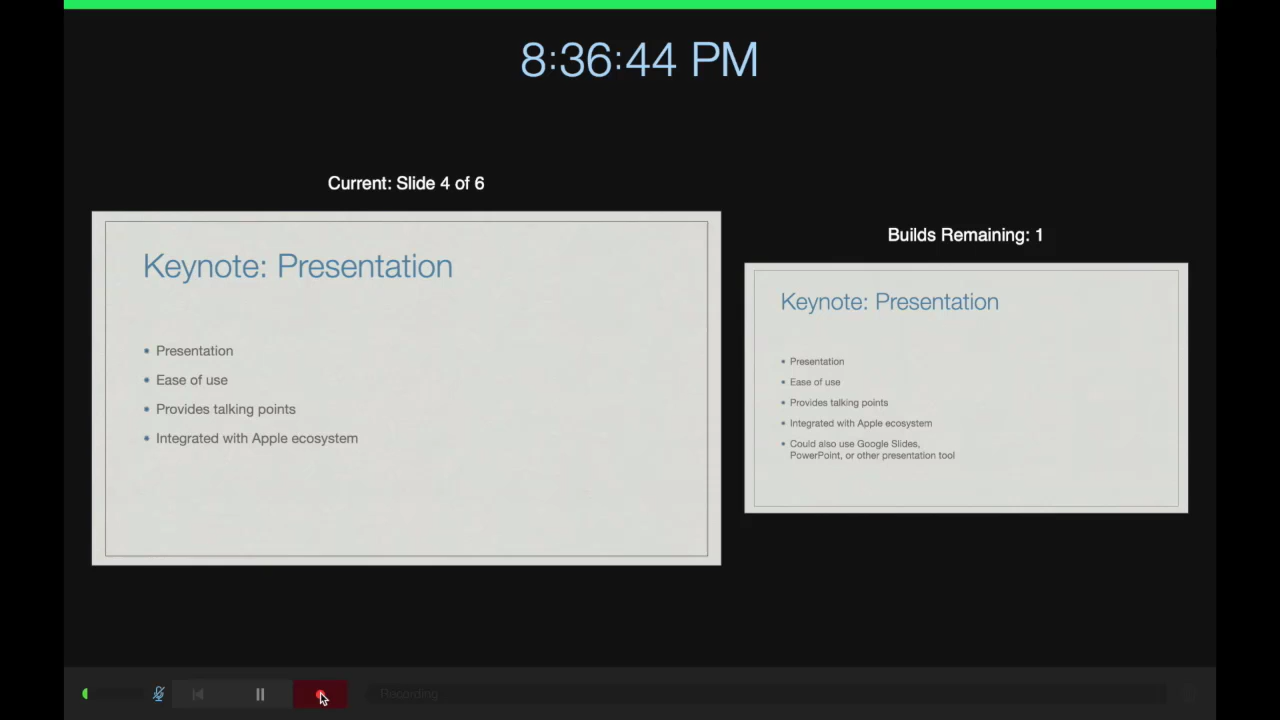 8:36:44 PM
Current: Slide 4 of 6
Keynote: Presentation
• Presentation
• Ease of use
• Provides talking points
• Integrated with Apple ecosystem
Builds Remaining: 1
Keynote: Presentation
• Presentation
• Ease of use
• Provides talking points
• Integrated with Apple ecosystem
• Could also use Google Slides,
PowerPoint, or other presentation tool
Recording